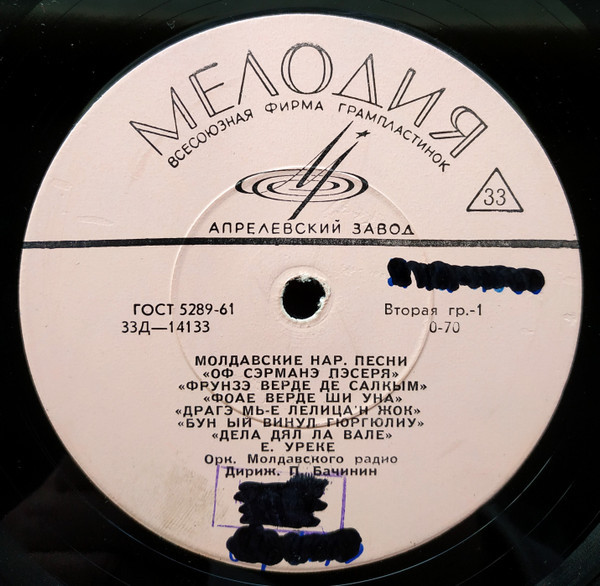 МЕЛОДИЯ
ВСЕСОЮЗНАЯ ФИРМА ГРАМПЛАСТИНОК
33
АПРЕЛЕВСКИЙ ЗАВОД
ГОСТ 5289-61
33Д—14133
Вторая гр.-1
0-70
МОЛДАВСКИЕ НАР. ПЕСНИ
«ОФ СЭРМАНЭ ПЭСЕРЯ»
«ФРУНЗЭ ВЕРДЕ ДЕ САЛКЫМ»
«ФОАЕ ВЕРДЕ ШИ УНА»
«ДРАГЭ МЬ-Е ЛЕЛИЦА'Н ЖОК»
«БУН ЫЙ ВИНУЛ ГЮРГЮЛИУ»
«ДЕЛА ДЯЛ ЛА ВАЛЕ»
Е. УРЕКЕ
Орк. Молдавского радио
Дириж. П. Бачинин